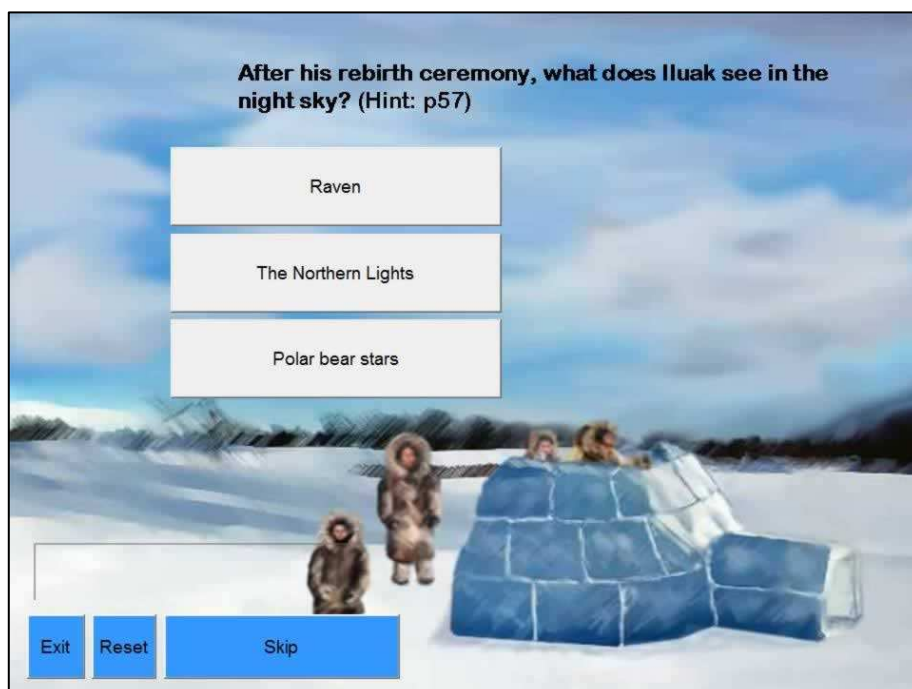 After his rebirth ceremony, what does Iluak see in the
night sky? (Hint: p57)
Raven
The Northern Lights
Polar bear stars
Exit
Reset
Skip